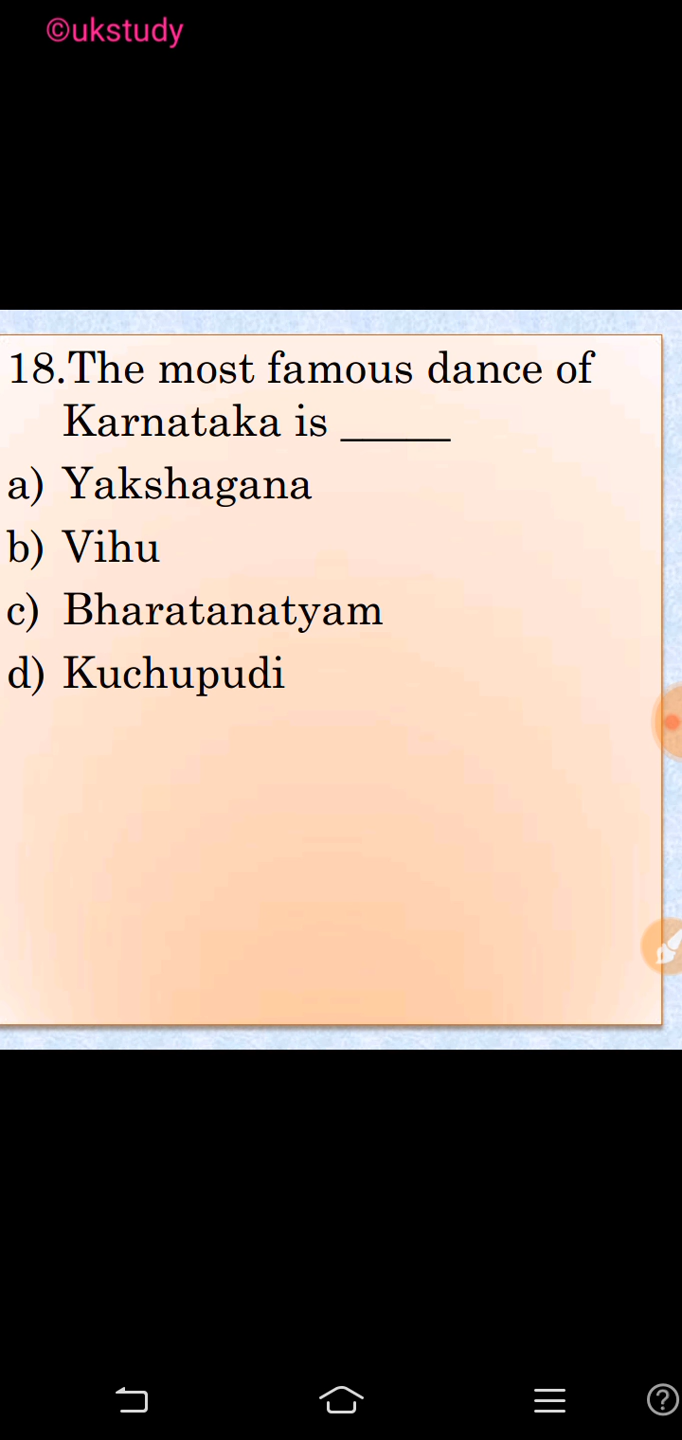 ©ukstudy
18.The most famous dance of
Karnataka is _____
a) Yakshagana
b) Vihu
c) Bharatanatyam
d) Kuchupudi